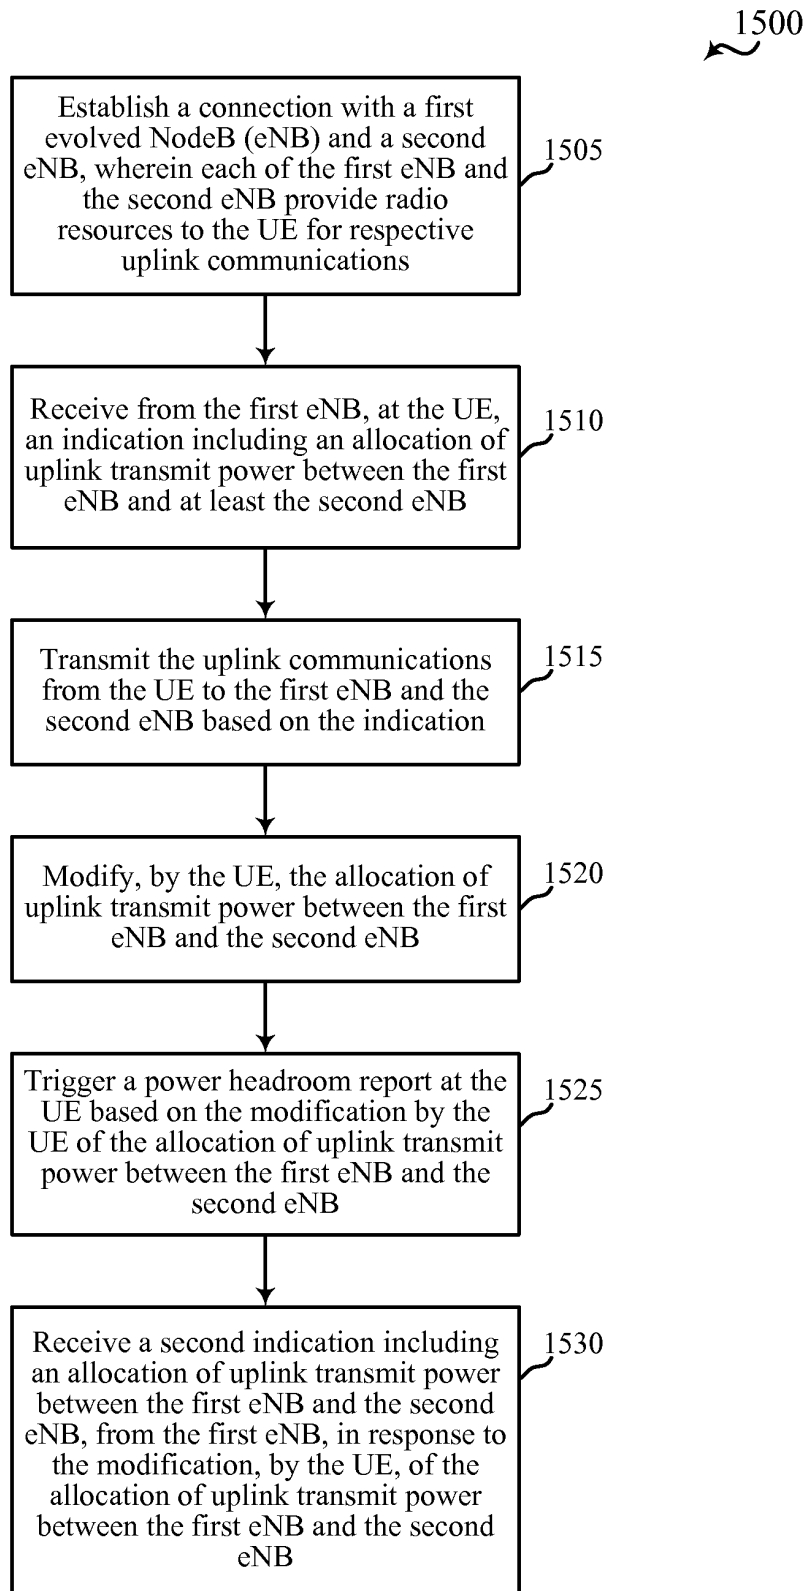 1500
Establish a connection with a first
evolved NodeB (eNB) and a second
eNB, wherein each of the first eNB and
the second eNB provide radio
resources to the UE for respective
uplink communications
1505
Receive from the first eNB, at the UE,
an indication including an allocation of
uplink transmit power between the first
eNB and at least the second eNB
1510
Transmit the uplink communications
from the UE to the first eNB and the
second eNB based on the indication
1515
Modify, by the UE, the allocation of
uplink transmit power between the first
eNB and the second eNB
1520
Trigger a power headroom report at the
UE based on the modification by the
UE of the allocation of uplink transmit
power between the first eNB and the
second eNB
1525
Receive a second indication including
an allocation of uplink transmit power
between the first eNB and the second
eNB, from the first eNB, in response to
the modification, by the UE, of the
allocation of uplink transmit power
between the first eNB and the second
eNB
1530